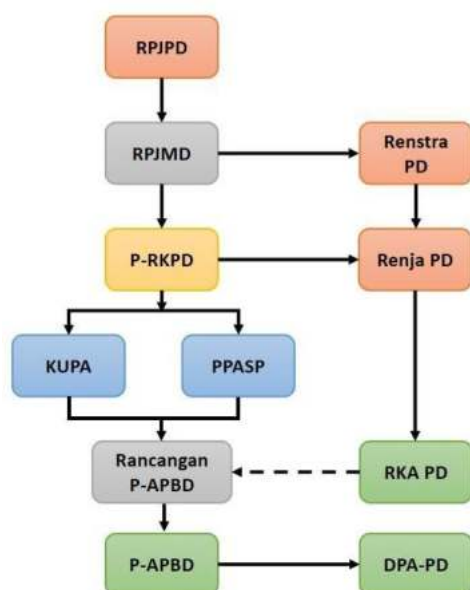 RPJPD
RPJMD
Renstra
PD
P-RKPD
Renja PD
KUPA
PPASP
Rancangan
P-APBD
RKA PD
P-APBD
DPA-PD